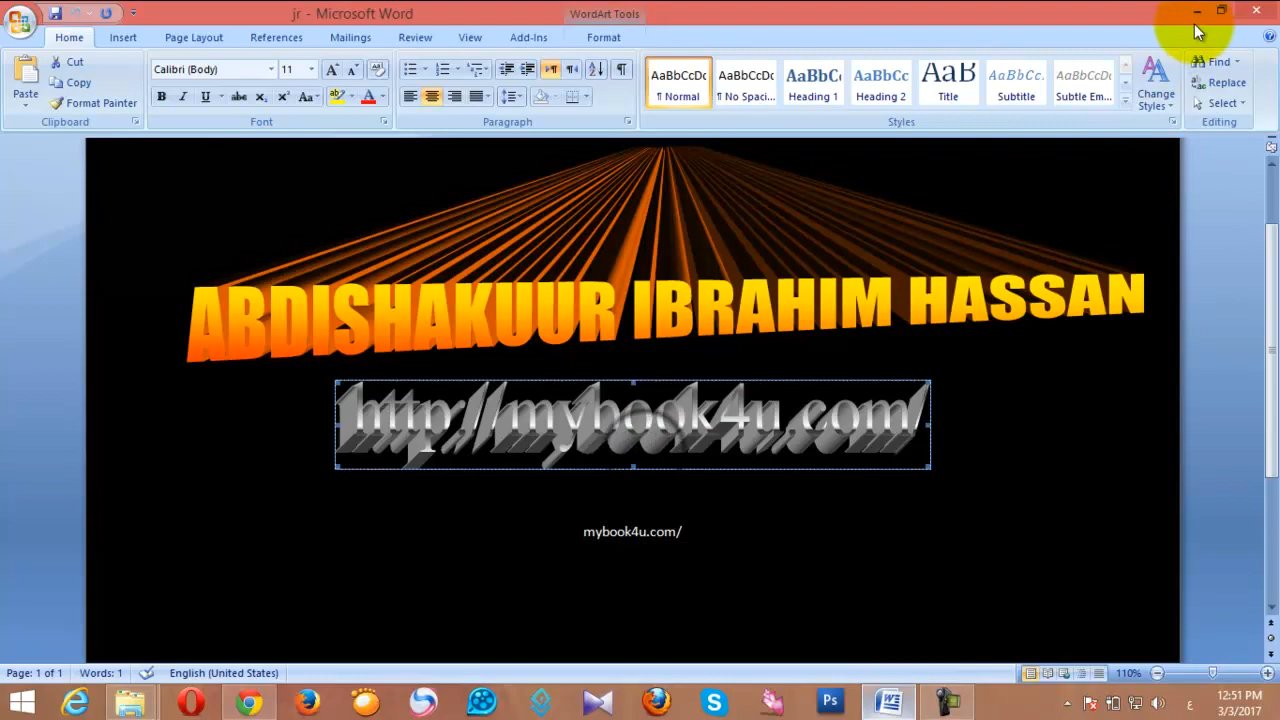 jr - Microsoft Word
WordArt Tools
Home
Insert
Page Layout
References
Mailings
Review
View
Add-Ins
Format
Paste
Cut
Copy
Format Painter
Clipboard
Calibri (Body)
11
Font
Paragraph
AaBbCcDc
¶ Normal
AaBbCcDc
¶ No Spaci...
AaBbC
Heading 1
AaBbCc
Heading 2
AaB
Title
AaBbCc.
Subtitle
AaBbCcDc
Subtle Em...
Change
Styles
Styles
Find
Replace
Select
Editing
ABDISHAKUUR IBRAHIM HASSAN
http://mybook4u.com/
mybook4u.com/
Page: 1 of 1
Words: 1
English (United States)
110%
12:51 PM
3/3/2017